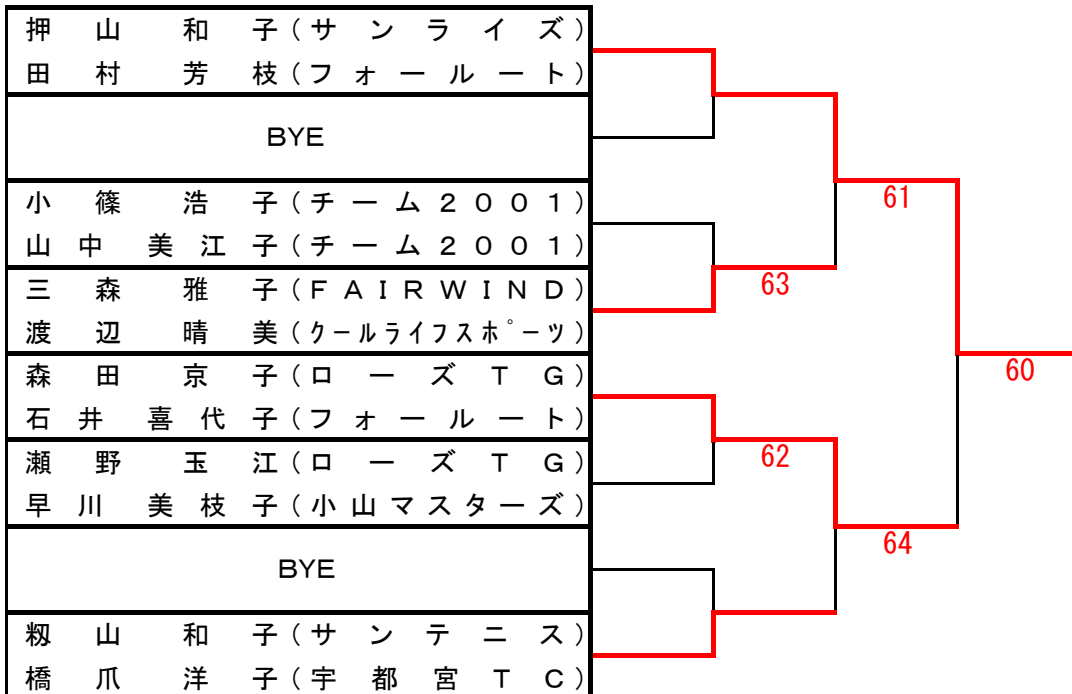 押山和子(サンライズ)
田村芳枝(フォールート)
BYE
小篠浩子(チーム2001)
山中美江子(チーム2001)
61
三森雅子(FAIRWIND)
63
渡辺晴美(クールライフスポーツ)
森田京子(ローズTG)
60
石井喜代子(フォールート)
瀬野玉江(ローズTG)
62
早川美枝子(小山マスターズ)
BYE
64
籾山和子(サンテニス)
橋爪洋子(宇都宮TC)